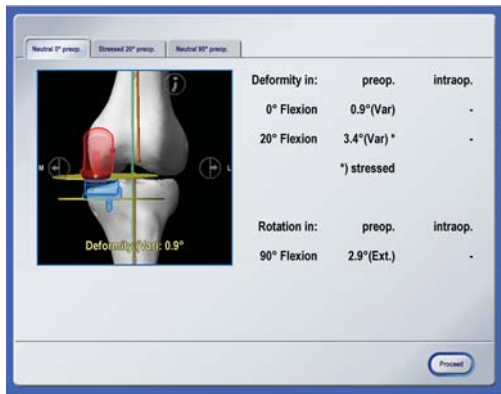 Neutral 0° preop. Stressed 20° preop. Neutral 90° preop.
Deformity in: preop. intraop.
0° Flexion 0.9°(Var) -
20° Flexion 3.4°(Var) * -
*) stressed
M L
Deformity (Var): 0.9°
Rotation in: preop. intraop.
90° Flexion 2.9°(Ext.) -
Proceed